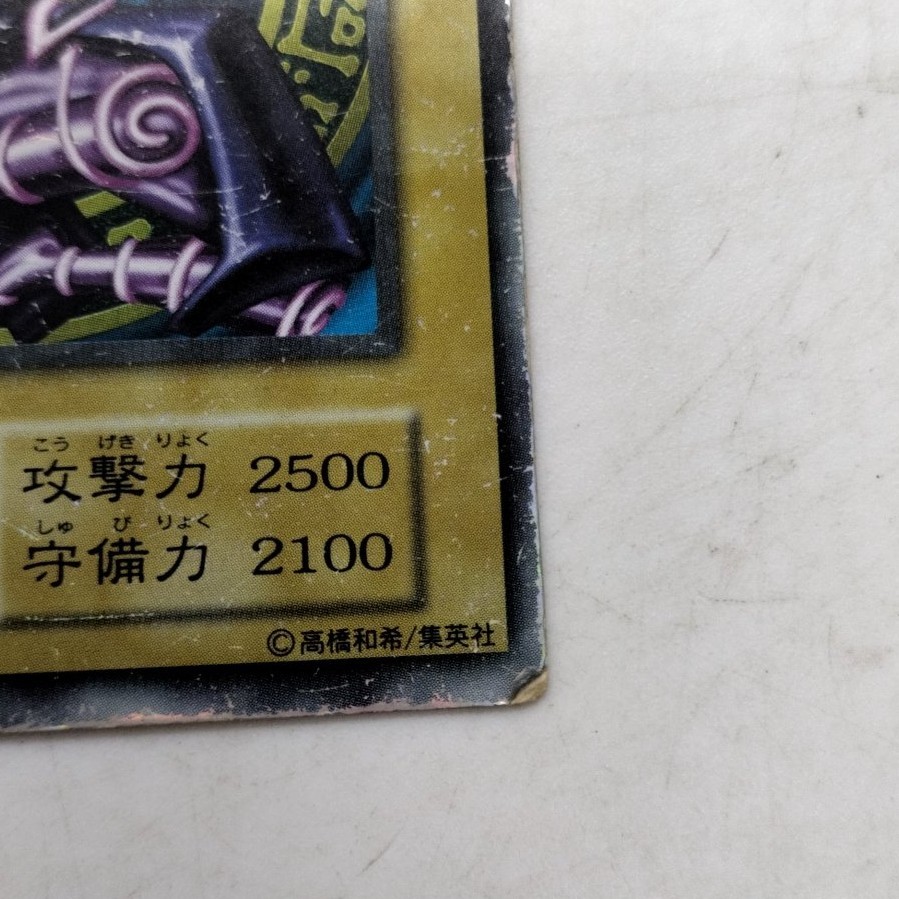 こう げき りょく
攻撃力 2500
しゅ び りょく
守備力 2100
©高橋和希/集英社